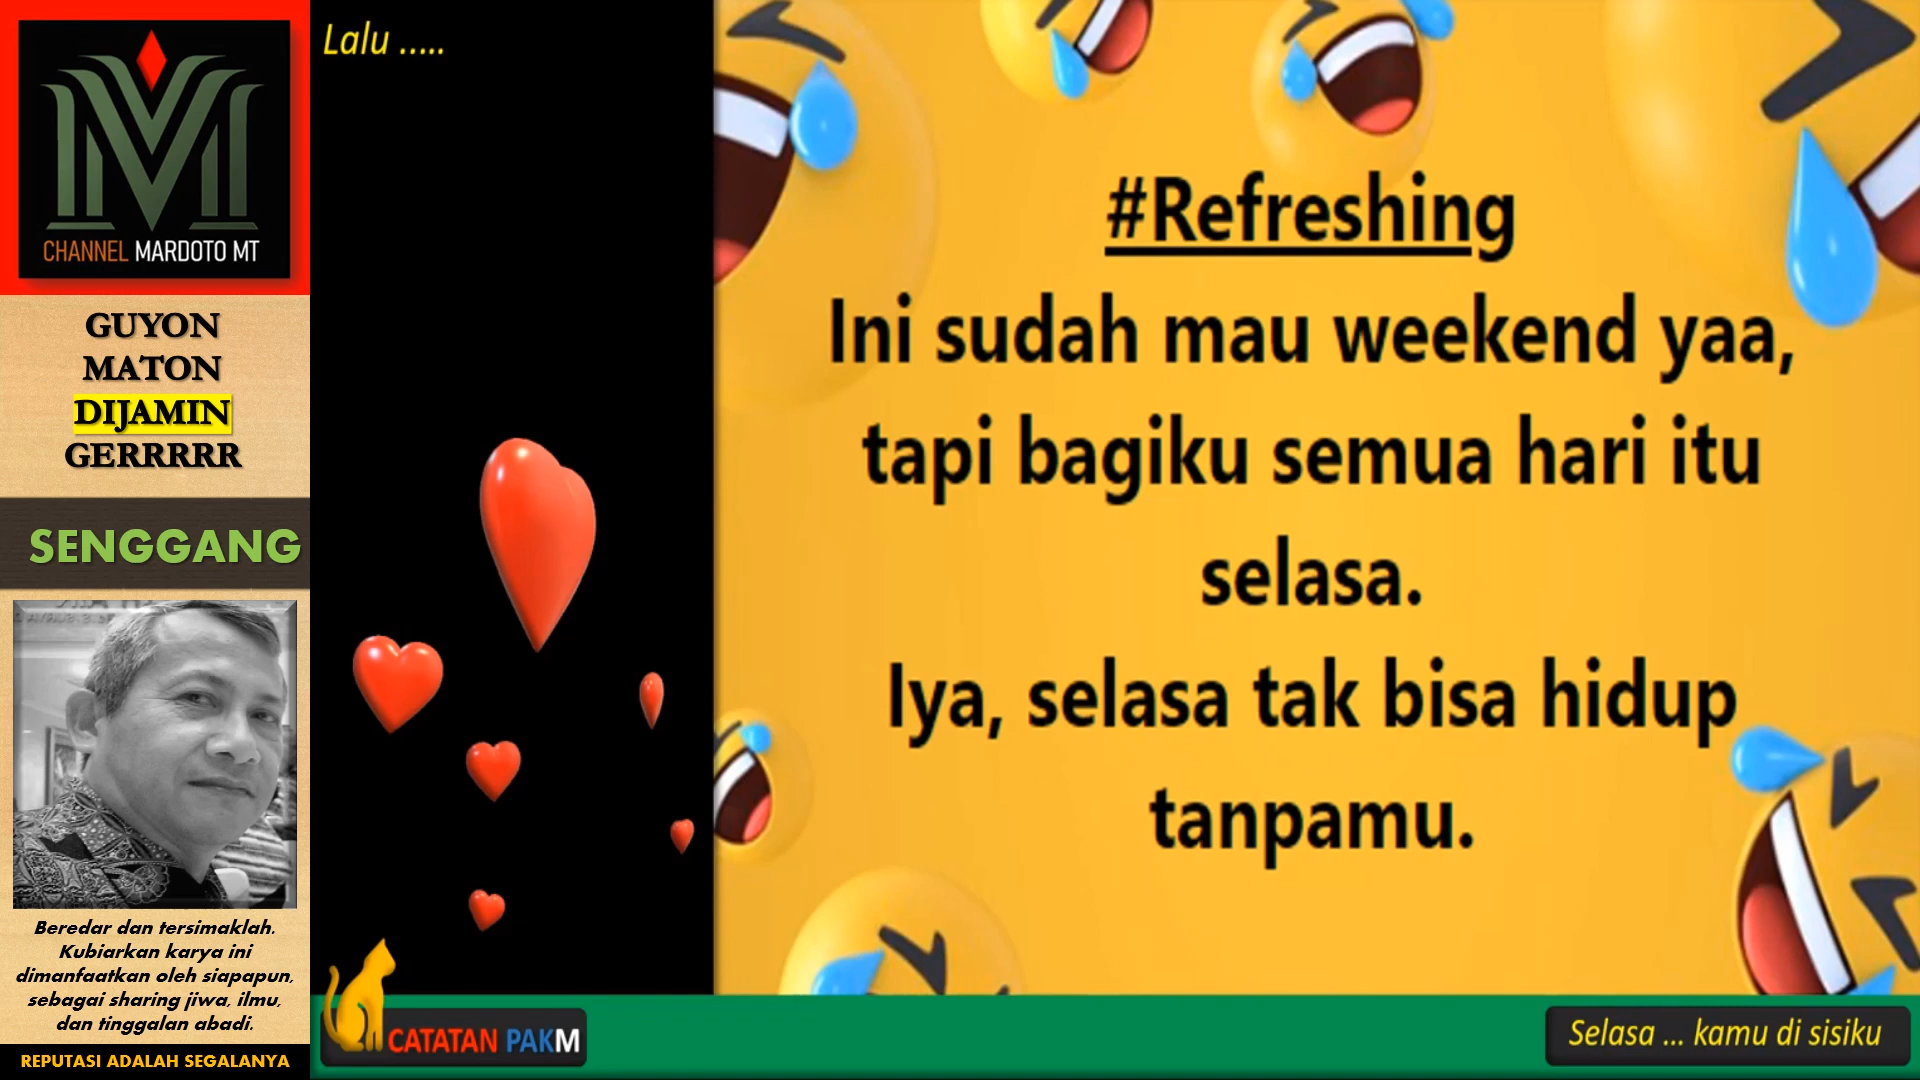 CHANNEL MARDOTO MT
GUYON
MATON
DIJAMIN
GERRRRR
SENGGANG
Beredar dan tersimaklah.
Kubiarkan karya ini
dimanfaatkan oleh siapapun,
sebagai sharing jiwa, ilmu,
dan tinggalan abadi.
REPUTASI ADALAH SEGALANYA
Lalu .....
#Refreshing
Ini sudah mau weekend yaa,
tapi bagiku semua hari itu
selasa.
Iya, selasa tak bisa hidup
tanpamu.
CATATAN PAKM
Selasa ... kamu di sisiku